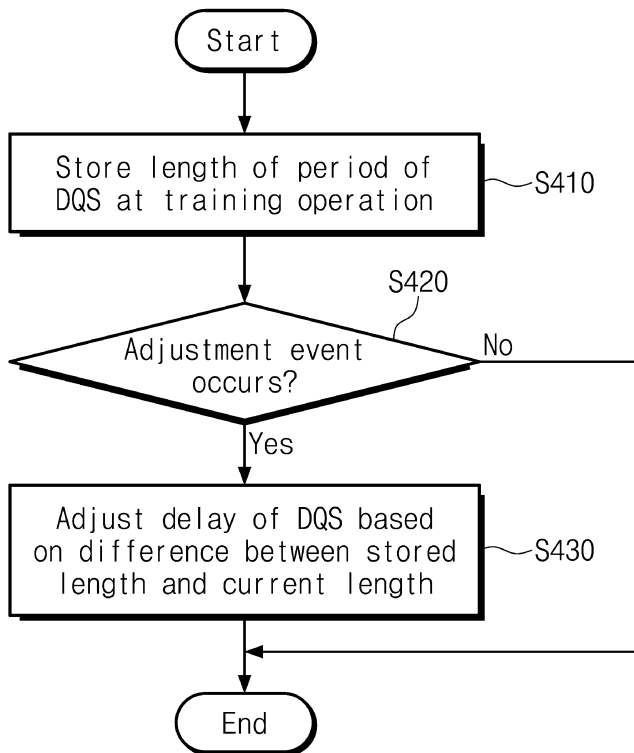 Start
Store length of period of
DQS at training operation
S410
S420
Adjustment event
occurs?
No
Yes
Adjust delay of DQS based
on difference between stored
length and current length
S430
End